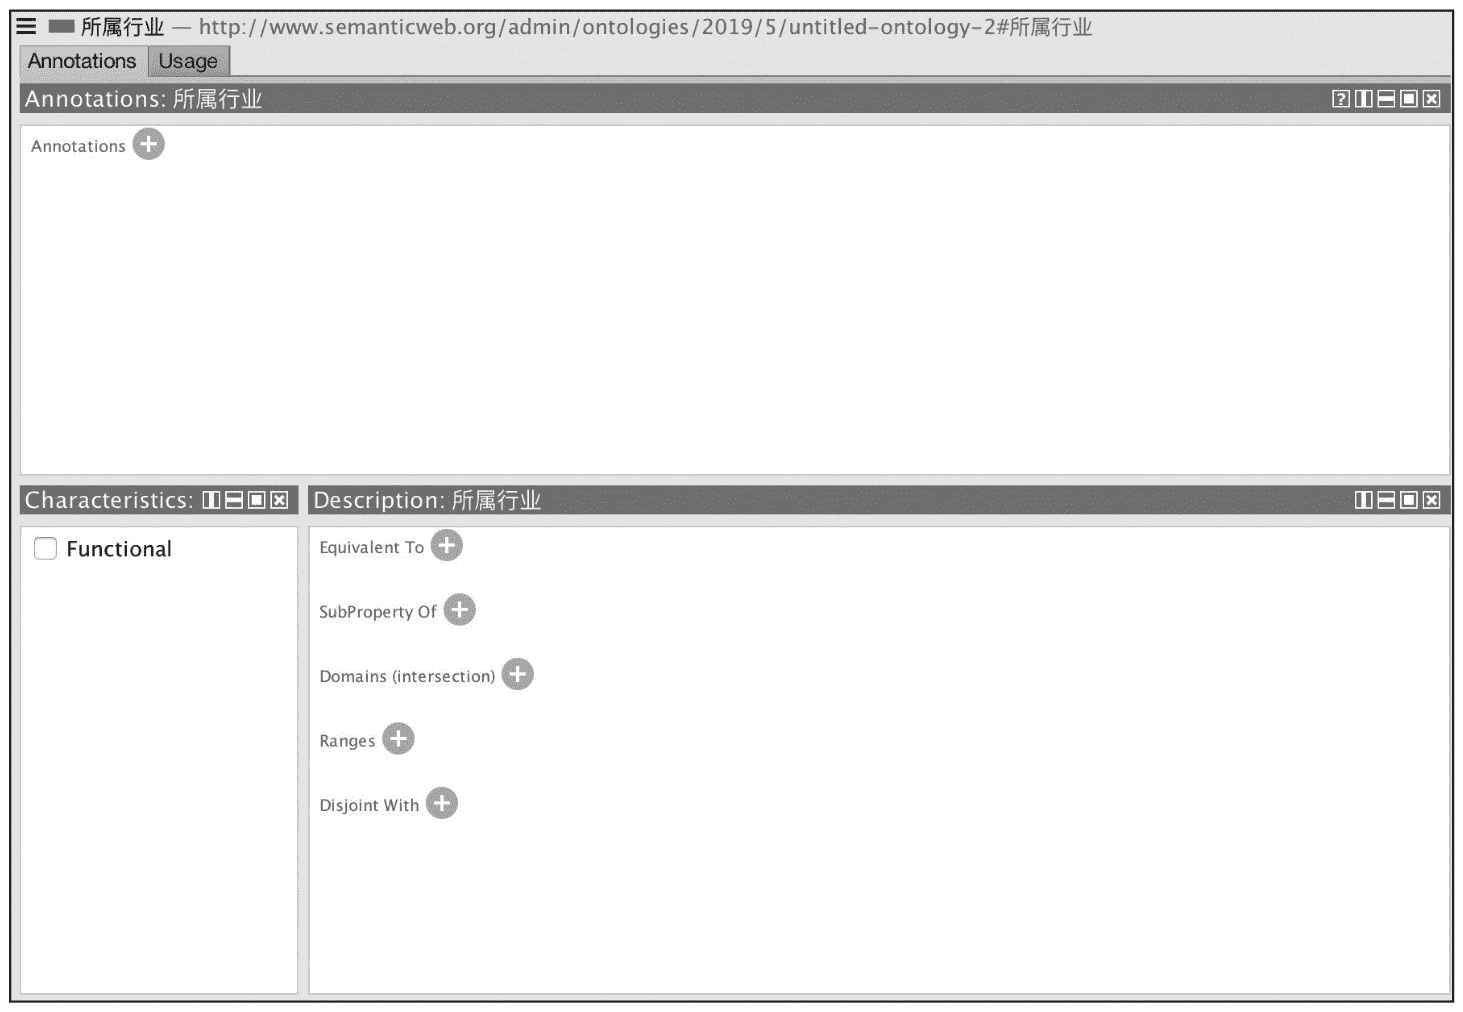 所属行业 — http://www.semanticweb.org/admin/ontologies/2019/5/untitled-ontology-2#所属行业
Annotations Usage
Annotations: 所属行业
Annotations
Characteristics:
Functional
Description: 所属行业
Equivalent To
SubProperty Of
Domains (intersection)
Ranges
Disjoint With